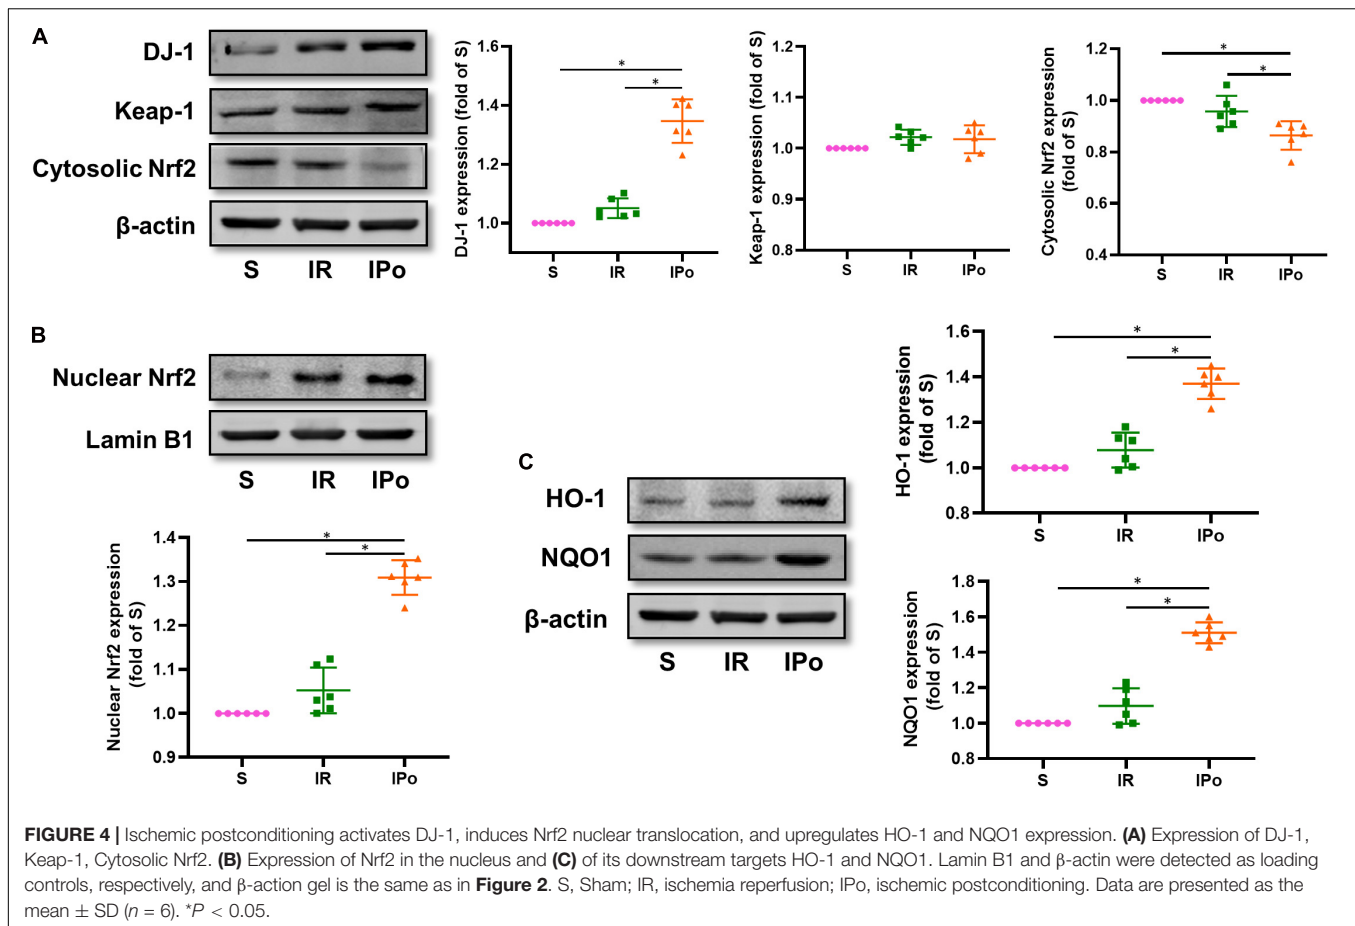 A
DJ-1
Keap-1
Cytosolic Nrf2
β-actin
S IR IPo
DJ-1 expression (fold of S)
1.6
1.4
1.2
1.0
*
*
S IR IPo
Keap-1 expression (fold of S)
1.2
1.1
1.0
0.9
0.8
S IR IPo
Cytosolic Nrf2 expression
(fold of S)
1.2
1.0
0.8
0.6
0.4
*
*
S IR IPo
B
Nuclear Nrf2
Lamin B1
S IR IPo
Nuclear Nrf2 expression
(fold of S)
1.4
1.3
1.2
1.1
1.0
0.9
*
*
S IR IPo
C
HO-1
NQO1
β-actin
S IR IPo
HO-1 expression
(fold of S)
1.6
1.4
1.2
1.0
0.8
*
*
S IR IPo
NQO1 expression
(fold of S)
1.8
1.6
1.4
1.2
1.0
0.8
*
*
S IR IPo
FIGURE 4 | Ischemic postconditioning activates DJ-1, induces Nrf2 nuclear translocation, and upregulates HO-1 and NQO1 expression. (A) Expression of DJ-1,
Keap-1, Cytosolic Nrf2. (B) Expression of Nrf2 in the nucleus and (C) of its downstream targets HO-1 and NQO1. Lamin B1 and β-actin were detected as loading
controls, respectively, and β-action gel is the same as in Figure 2. S, Sham; IR, ischemia reperfusion; IPo, ischemic postconditioning. Data are presented as the
mean ± SD (n = 6). *P < 0.05.